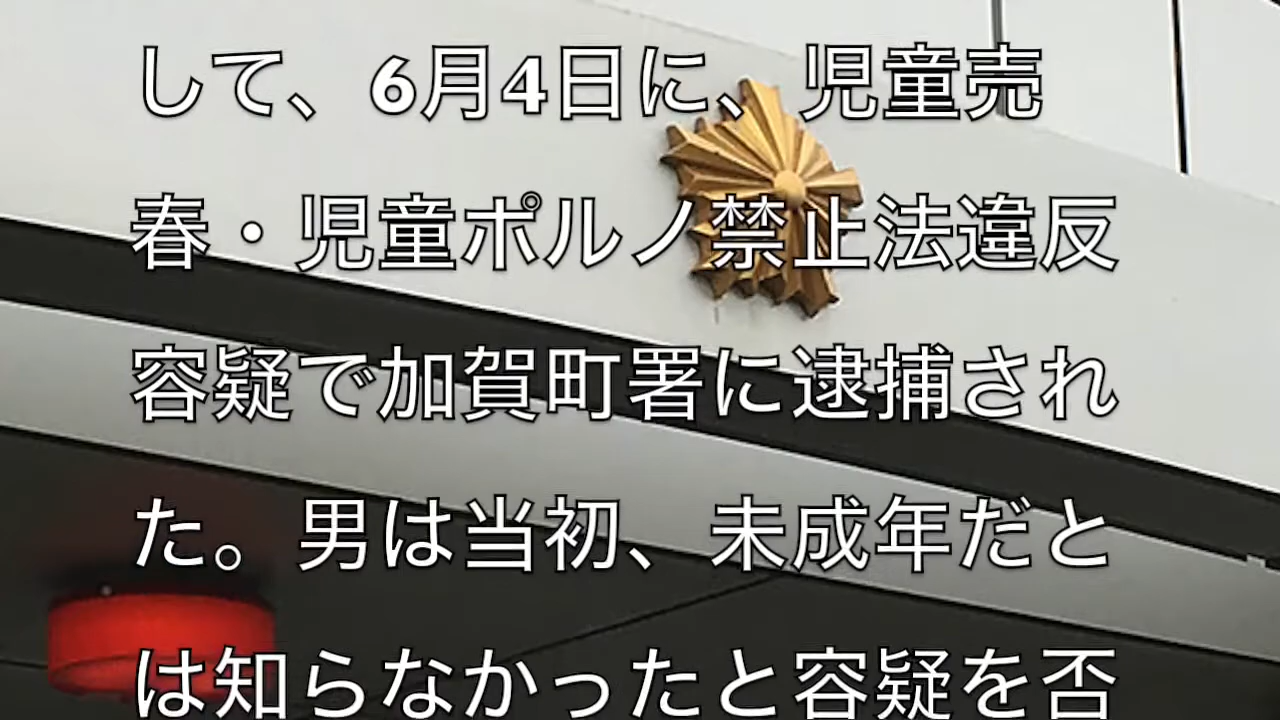 して、6月4日に、児童売
春・児童ポルノ禁止法違反
容疑で加賀町署に逮捕され
た。男は当初、未成年だと
は知らなかったと容疑を否